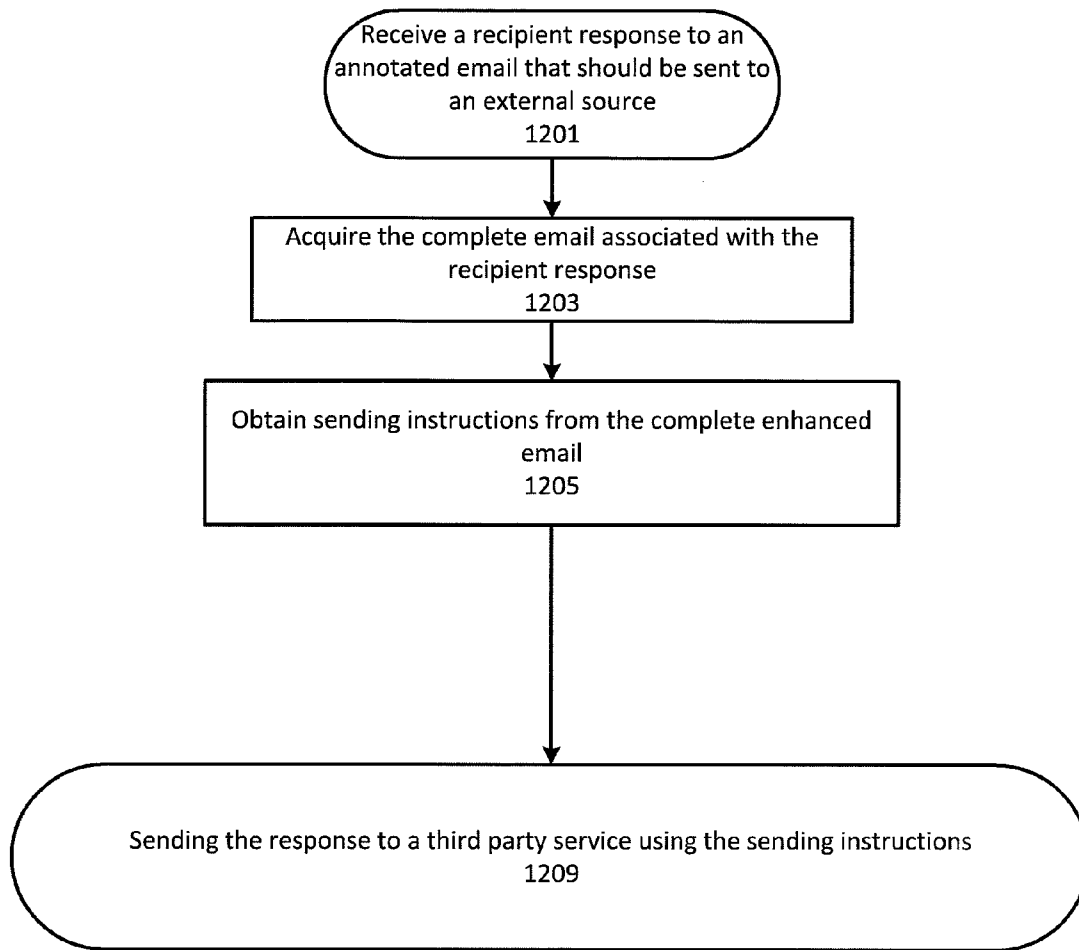 Receive a recipient response to an
annotated email that should be sent to
an external source
1201
Acquire the complete email associated with the
recipient response
1203
Obtain sending instructions from the complete enhanced
email
1205
Sending the response to a third party service using the sending instructions
1209